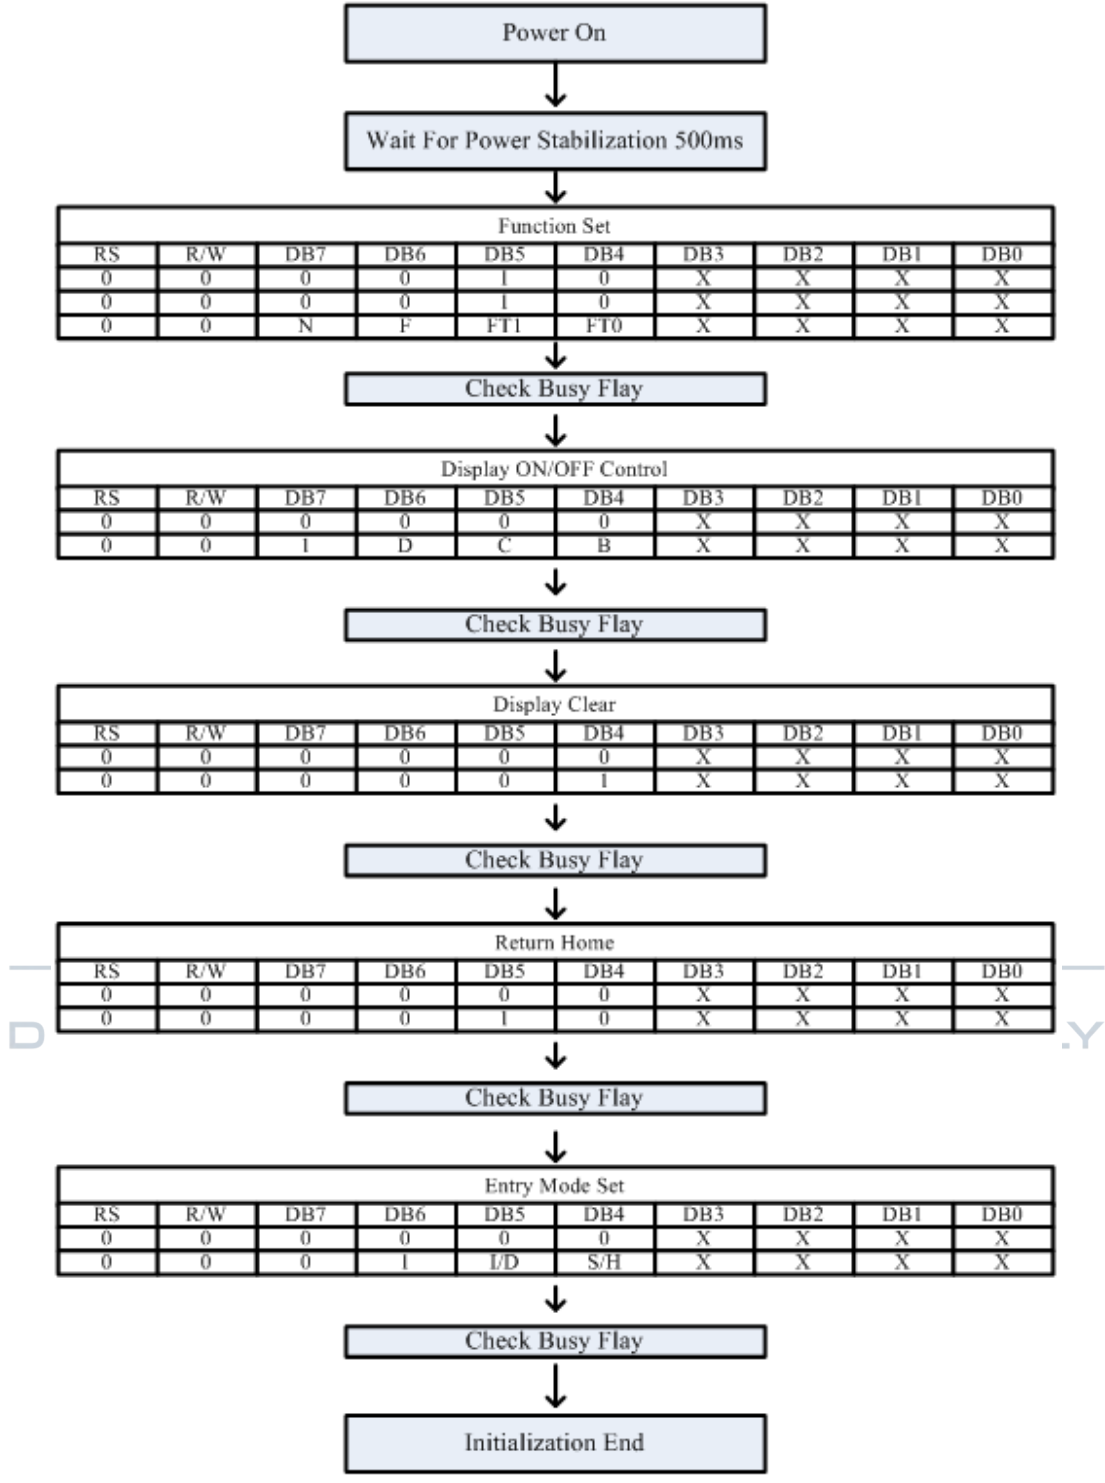 Power On
Wait For Power Stabilization 500ms
Function Set
RS R/W DB7 DB6 DB5 DB4 DB3 DB2 DB1 DB0
0 0 0 0 1 0 X X X X
0 0 0 0 1 0 X X X X
0 0 N F FT1 FT0 X X X X
Check Busy Flay
Display ON/OFF Control
RS R/W DB7 DB6 DB5 DB4 DB3 DB2 DB1 DB0
0 0 0 0 0 0 X X X X
0 0 1 D C B X X X X
Check Busy Flay
Display Clear
RS R/W DB7 DB6 DB5 DB4 DB3 DB2 DB1 DB0
0 0 0 0 0 0 X X X X
0 0 0 0 0 1 X X X X
Check Busy Flay
Return Home
RS R/W DB7 DB6 DB5 DB4 DB3 DB2 DB1 DB0
0 0 0 0 0 0 X X X X
0 0 0 0 1 0 X X X X
D .Y
Check Busy Flay
Entry Mode Set
RS R/W DB7 DB6 DB5 DB4 DB3 DB2 DB1 DB0
0 0 0 0 0 0 X X X X
0 0 0 1 I/D S/H X X X X
Check Busy Flay
Initialization End